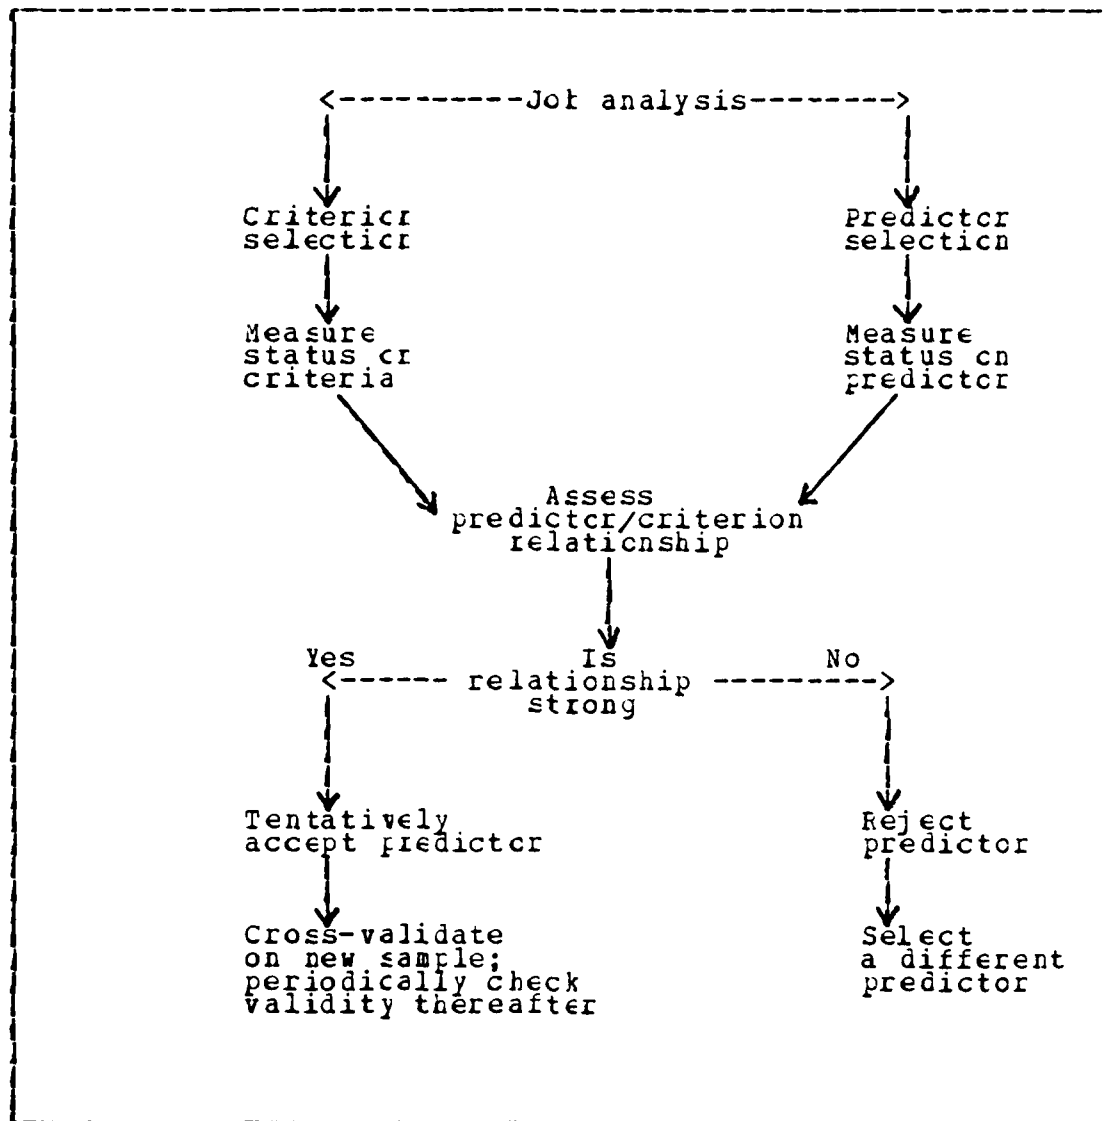 <---------Job analysis------->
Criterion
selection
Predictor
selection
Measure
status on
criteria
Measure
status on
predictor
Assess
predictor/criterion
relationship
Yes
Is
No
<------ relationship --------->
strong
Tentatively
accept predictor
Reject
predictor
Cross-validate
on new sample;
periodically check
validity thereafter
Select
a different
predictor